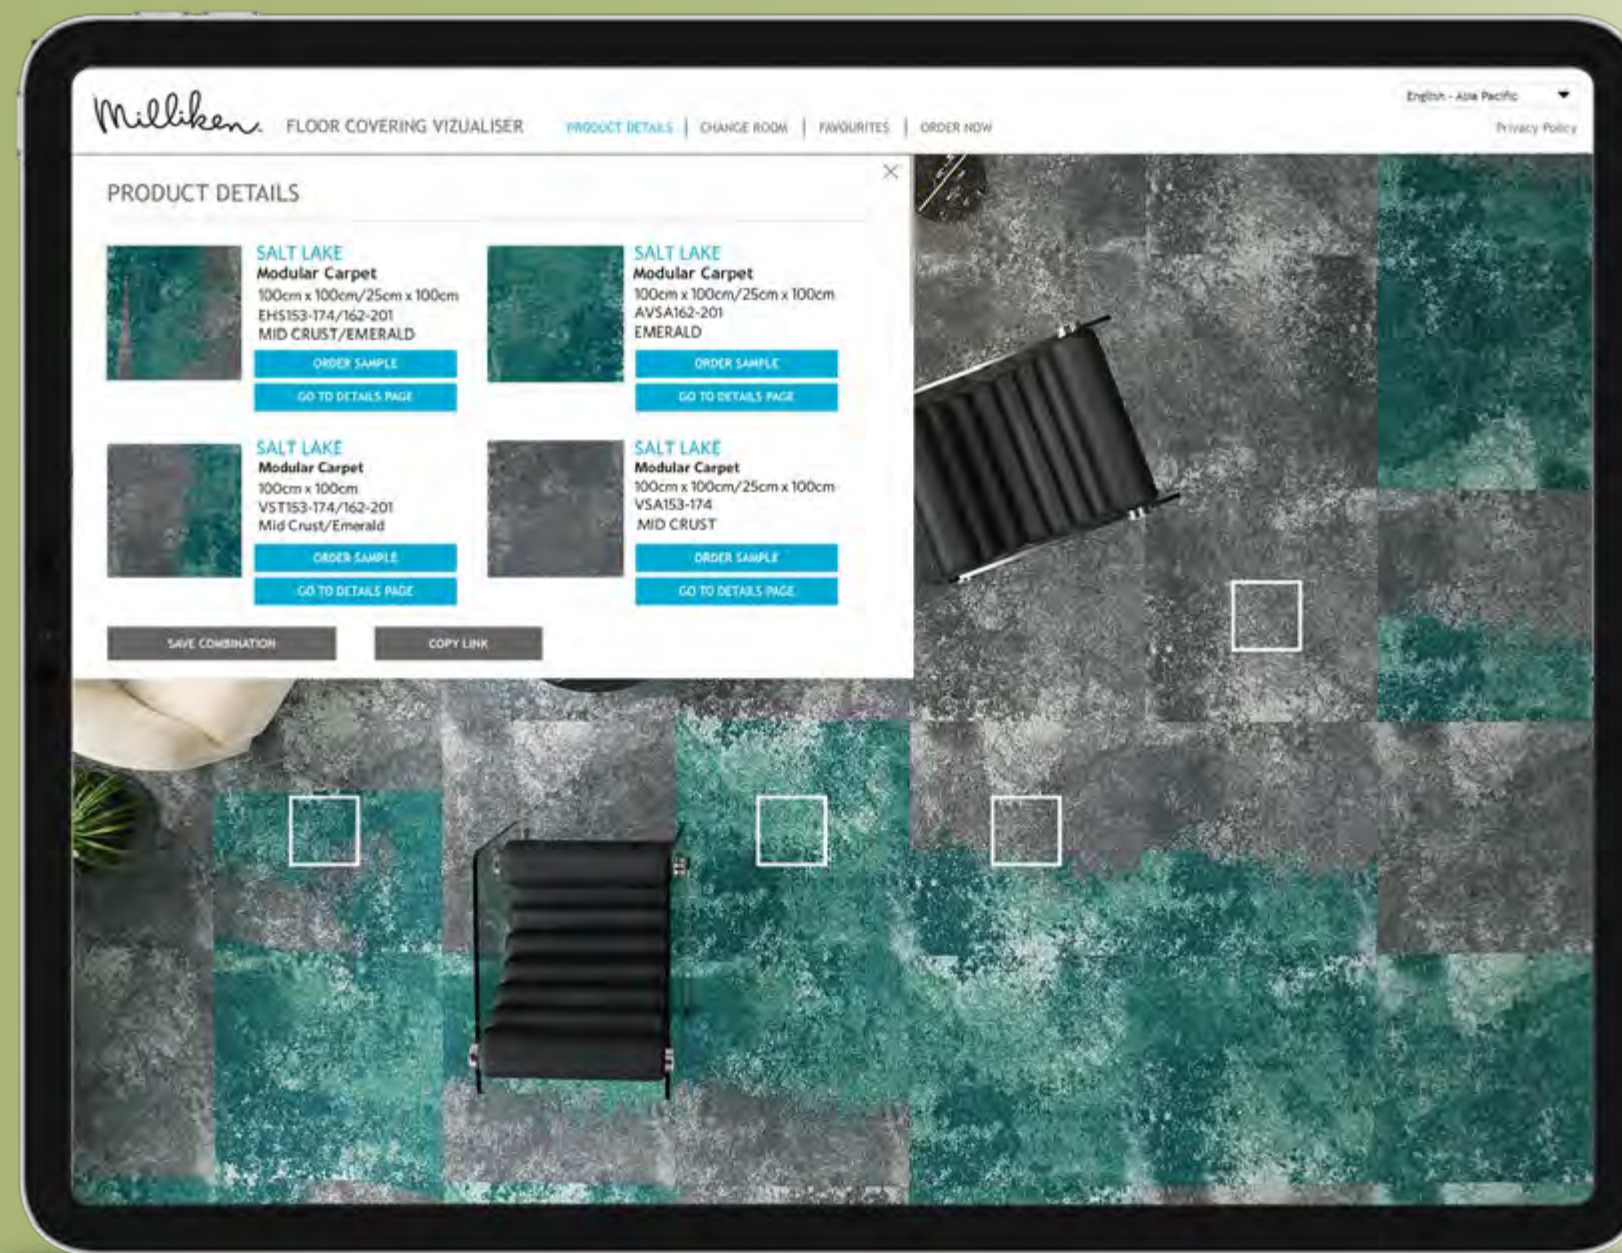 Milliken.
FLOOR COVERING VIZUALISER
PRODUCT DETAILS | CHANGE ROOM | FAVOURITES | ORDER NOW
English - Asia Pacific
Privacy Policy
PRODUCT DETAILS
SALT LAKE
Modular Carpet
100cm x 100cm/25cm x 100cm
EHS153-174/162-201
MID CRUST/EMERALD
ORDER SAMPLE
GO TO DETAILS PAGE
SALT LAKE
Modular Carpet
100cm x 100cm/25cm x 100cm
AVSA162-201
EMERALD
ORDER SAMPLE
GO TO DETAILS PAGE
SALT LAKE
Modular Carpet
100cm x 100cm
VST153-174/162-201
Mid Crust/Emerald
ORDER SAMPLE
GO TO DETAILS PAGE
SALT LAKE
Modular Carpet
100cm x 100cm/25cm x 100cm
VSA153-174
MID CRUST
ORDER SAMPLE
GO TO DETAILS PAGE
SAVE COMBINATION
COPY LINK